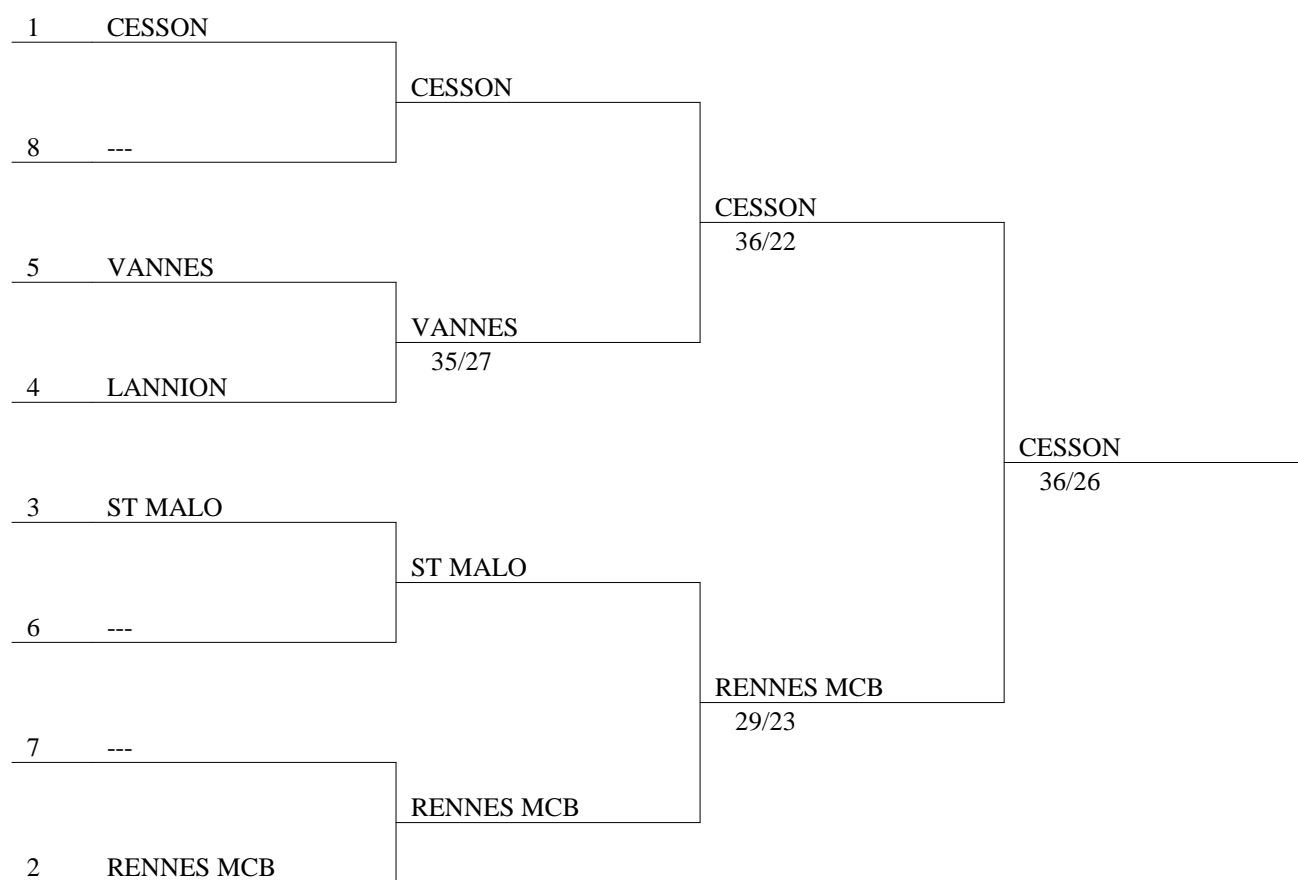 1 CESSON
CESSON
8 ---
CESSON
36/22
5 VANNES
VANNES
35/27
4 LANNION
CESSON
36/26
3 ST MALO
ST MALO
6 ---
RENNES MCB
29/23
7 ---
RENNES MCB
2 RENNES MCB